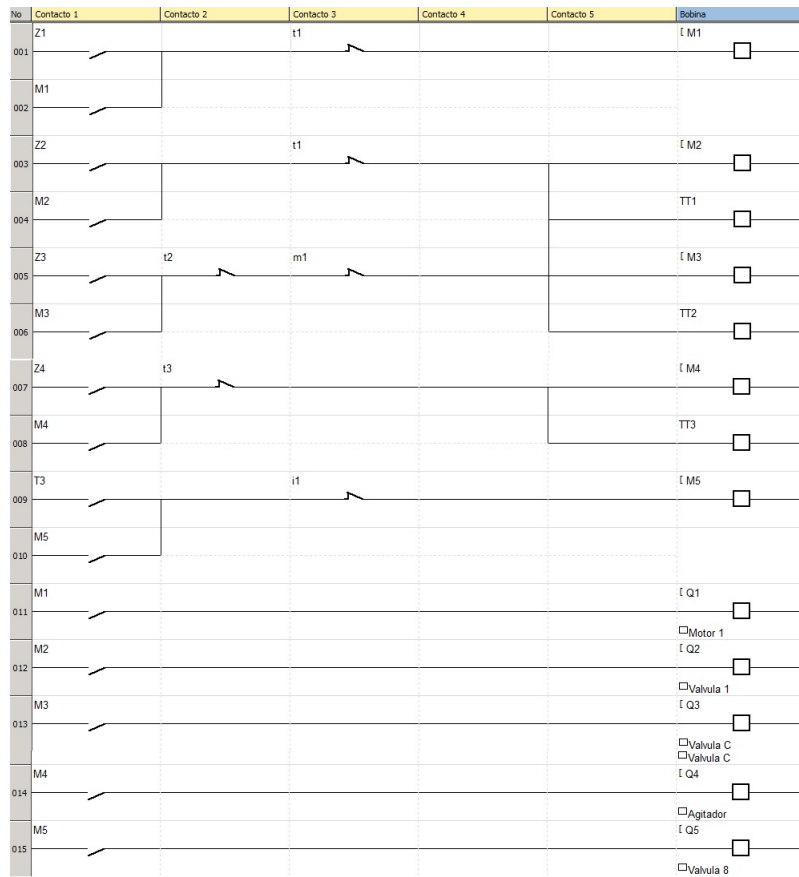 No Contacto 1 Contacto 2 Contacto 3 Contacto 4 Contacto 5 Bobina
Z1 t1 [ M1
001
M1
002
Z2 t1 [ M2
003
M2 TT1
004
Z3 t2 m1 [ M3
005
M3 TT2
006
Z4 t3 [ M4
007
M4 TT3
008
T3 i1 [ M5
009
M5
010
M1 [ Q1
011
Motor 1
M2 [ Q2
012
Valvula 1
M3 [ Q3
013
Valvula C
Valvula C
M4 [ Q4
014
Agitador
M5 [ Q5
015
Valvula 8